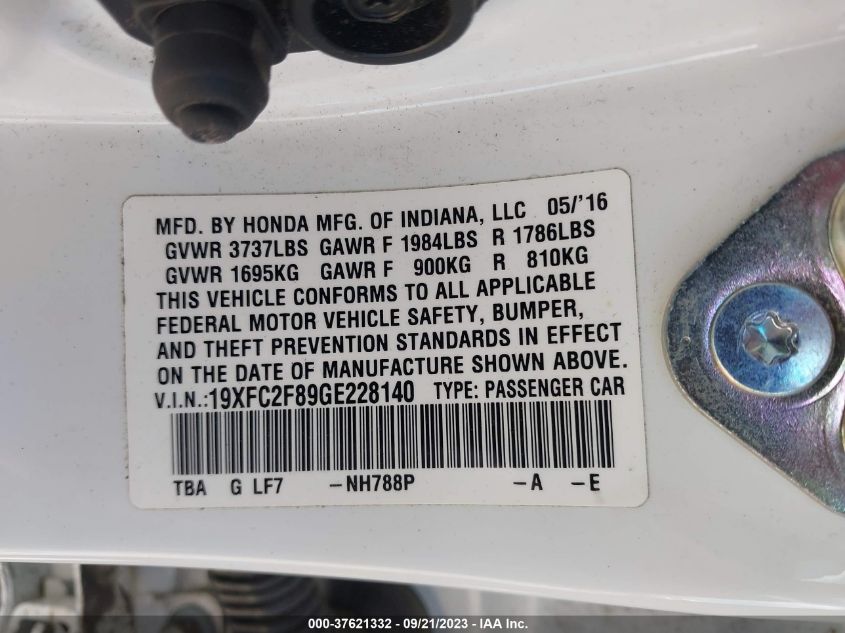 MFD. BY HONDA MFG. OF INDIANA, LLC 05/'16
GVWR 3737LBS GAWR F 1984LBS R 1786LBS
GVWR 1695KG GAWR F 900KG R 810KG
THIS VEHICLE CONFORMS TO ALL APPLICABLE
FEDERAL MOTOR VEHICLE SAFETY, BUMPER,
AND THEFT PREVENTION STANDARDS IN EFFECT
ON THE DATE OF MANUFACTURE SHOWN ABOVE.
V.I.N.:19XFC2F89GE228140 TYPE: PASSENGER CAR
TBA G LF7 -NH788P -A -E
000-37621332 - 09/21/2023 - IAA Inc.